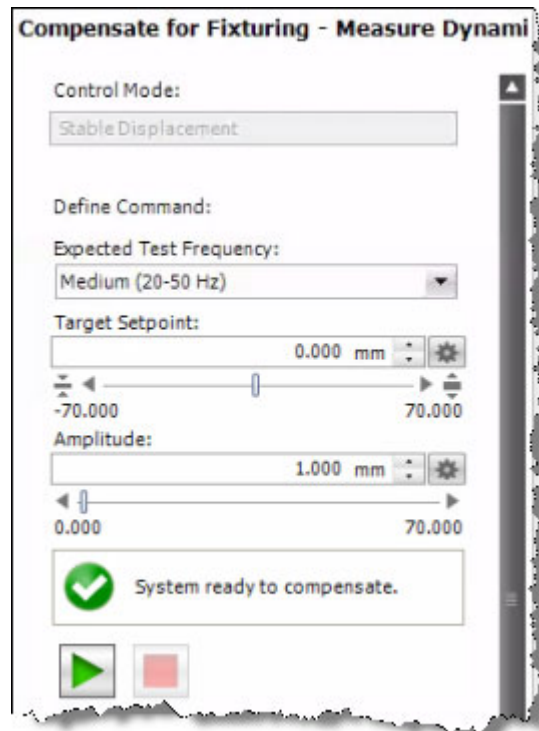 Compensate for Fixturing - Measure Dynami
Control Mode:
Stable Displacement
Define Command:
Expected Test Frequency:
Medium (20-50 Hz)
Target Setpoint:
0.000 mm
-70.000 70.000
Amplitude:
1.000 mm
0.000 70.000
System ready to compensate.